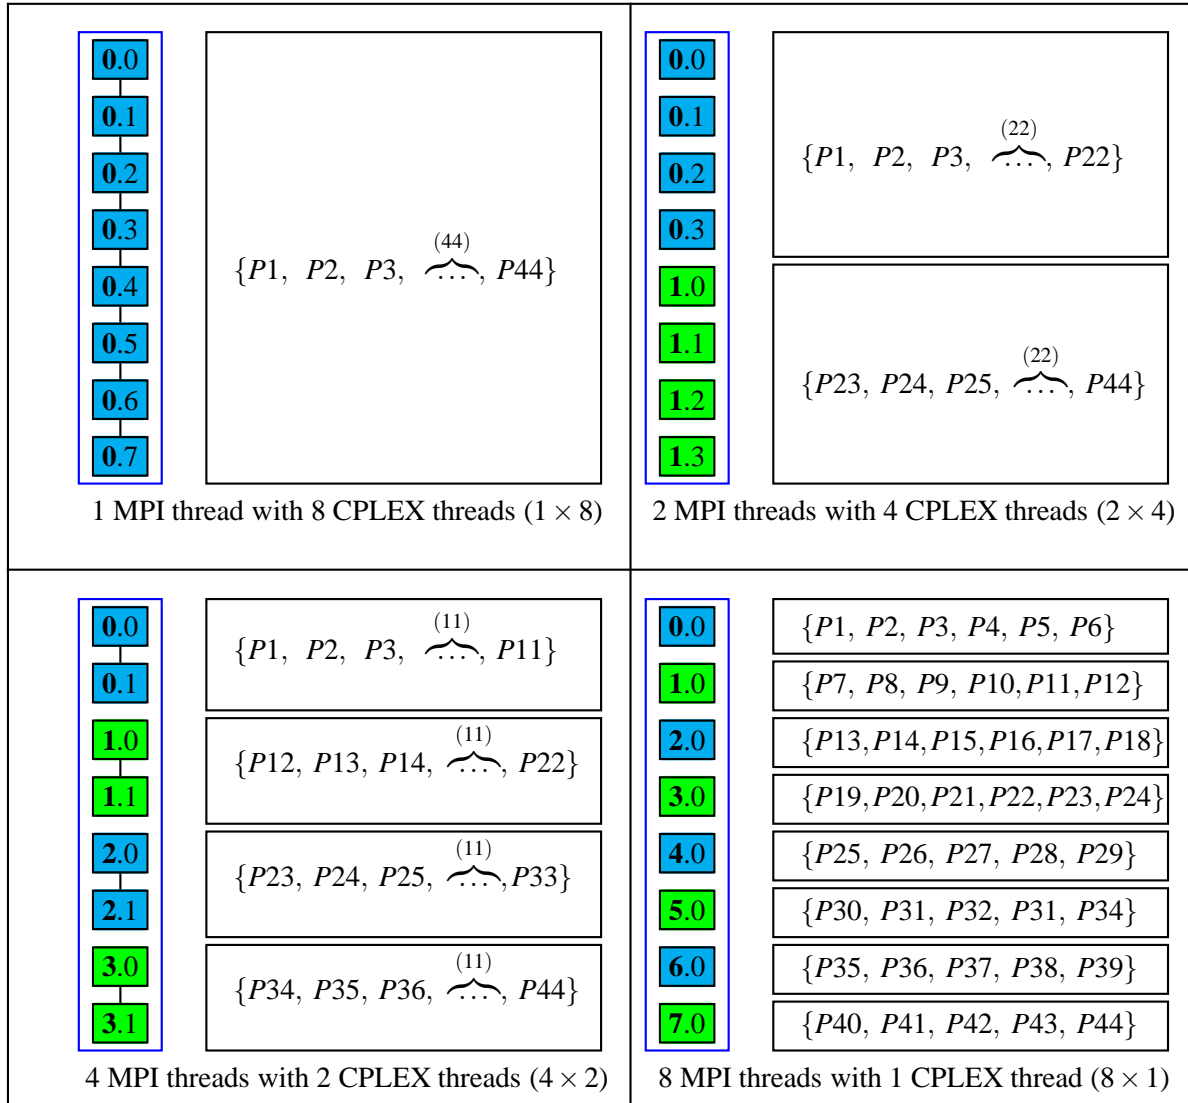 0.0
0.1
0.2
0.3
0.4
0.5
0.6
0.7
(44)
{P1, P2, P3, ..., P44}
1 MPI thread with 8 CPLEX threads (1 × 8)
0.0
0.1
0.2
0.3
1.0
1.1
1.2
1.3
(22)
{P1, P2, P3, ..., P22}
(22)
{P23, P24, P25, ..., P44}
2 MPI threads with 4 CPLEX threads (2 × 4)
0.0
0.1
1.0
1.1
2.0
2.1
3.0
3.1
(11)
{P1, P2, P3, ..., P11}
(11)
{P12, P13, P14, ..., P22}
(11)
{P23, P24, P25, ...,P33}
(11)
{P34, P35, P36, ..., P44}
4 MPI threads with 2 CPLEX threads (4 × 2)
0.0
{P1, P2, P3, P4, P5, P6}
1.0
{P7, P8, P9, P10,P11,P12}
2.0
{P13,P14,P15,P16,P17,P18}
3.0
{P19,P20,P21,P22,P23,P24}
4.0
{P25, P26, P27, P28, P29}
5.0
{P30, P31, P32, P31, P34}
6.0
{P35, P36, P37, P38, P39}
7.0
{P40, P41, P42, P43, P44}
8 MPI threads with 1 CPLEX thread (8 × 1)